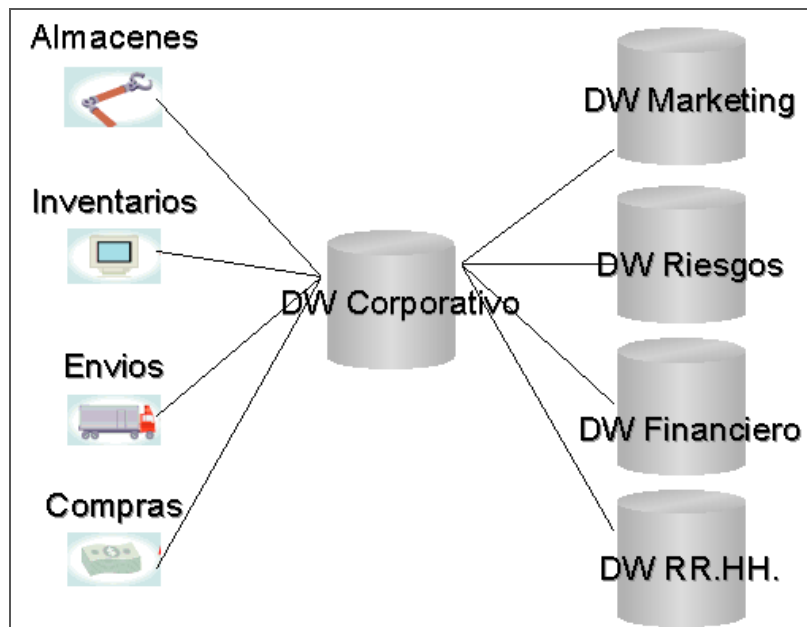 Almacenes
Inventarios
Envios
Compras
DW Corporativo
DW Marketing
DW Riesgos
DW Financiero
DW RR.HH.